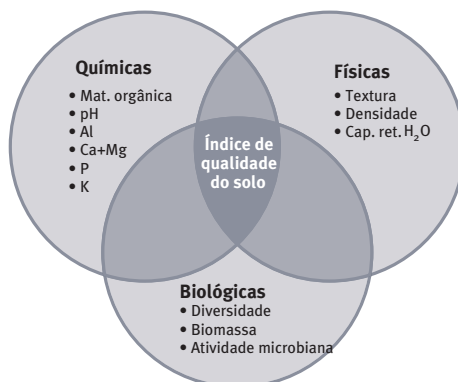 Químicas
• Mat. orgânica
• pH
• Al
• Ca+Mg
• P
• K
Físicas
• Textura
• Densidade
• Cap. ret. H₂O
Índice de
qualidade
do solo
Biológicas
• Diversidade
• Biomassa
• Atividade microbiana